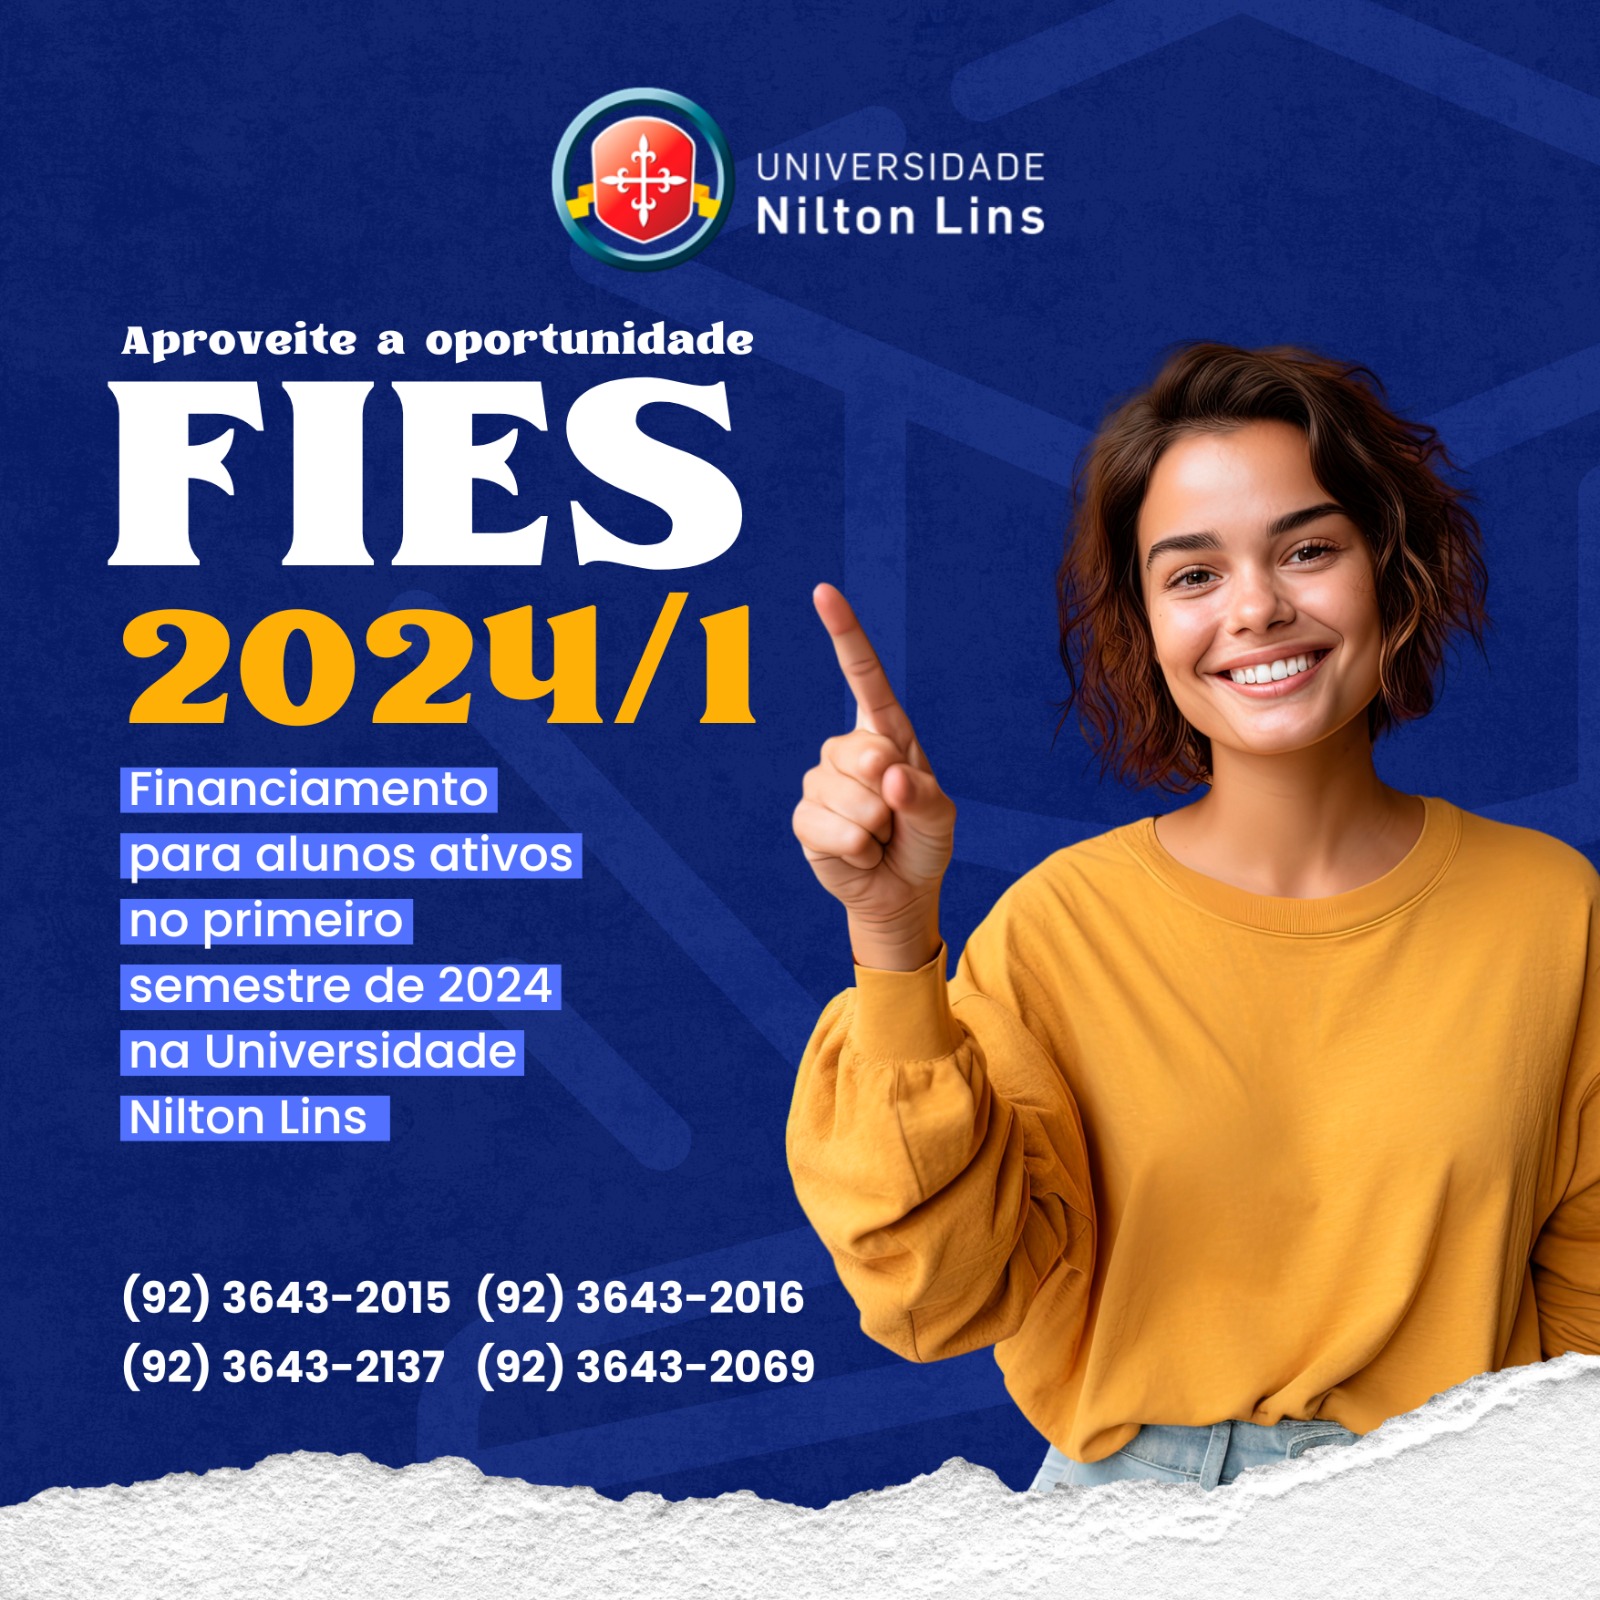 UNIVERSIDADE
Nilton Lins
Aproveite a oportunidade
FIES
2024/1
Financiamento
para alunos ativos
no primeiro
semestre de 2024
na Universidade
Nilton Lins
(92) 3643-2015 (92) 3643-2016
(92) 3643-2137 (92) 3643-2069